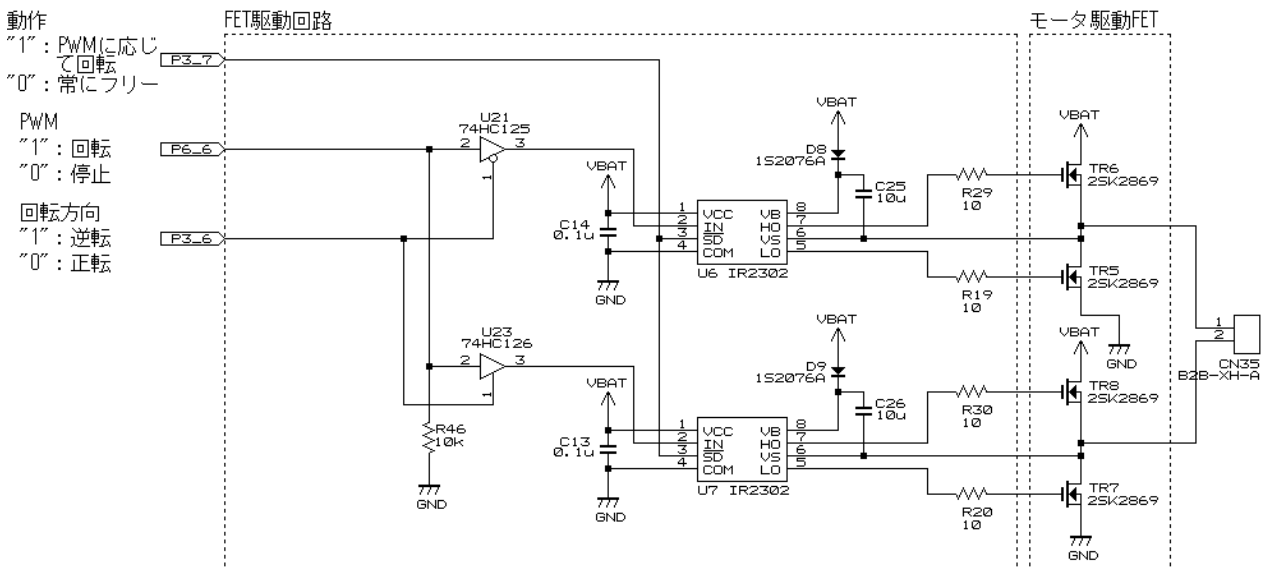 動作
"1":PWMに応じ
て回転
"0":常にフリー
P3_7
PWM
"1":回転
"0":停止
P6_6
回転方向
"1":逆転
"0":正転
P3_6
FET駆動回路
U21
74HC125
2
3
1
U23
74HC126
2
3
1
R46
10k
GND
VBAT
C14
0.1u
GND
1
2
3
4
VCC
IN
SD
COM
VB
HO
VS
LO
8
7
6
5
U6 IR2302
VBAT
D8
1S2076A
C25
10u
R29
10
R19
10
VBAT
C13
0.1u
GND
1
2
3
4
VCC
IN
SD
COM
VB
HO
VS
LO
8
7
6
5
U7 IR2302
VBAT
D9
1S2076A
C26
10u
R30
10
R20
10
モータ駆動FET
VBAT
TR6
2SK2869
TR5
2SK2869
GND
VBAT
TR8
2SK2869
TR7
2SK2869
GND
1
2
CN35
B2B-XH-A